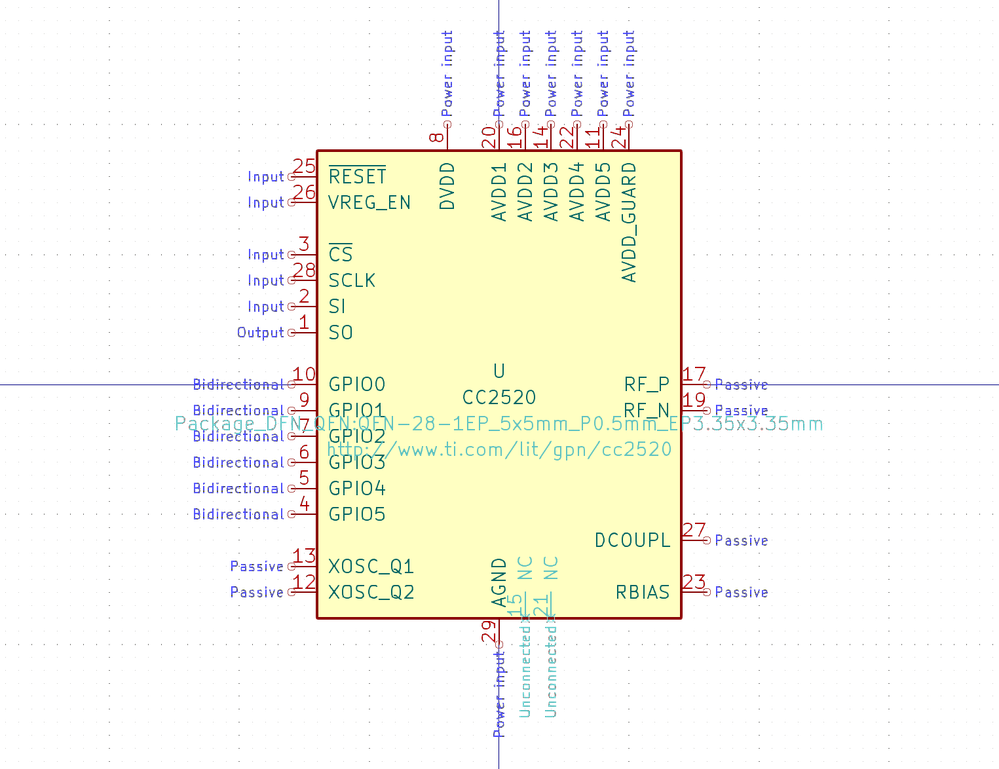 Power input Power input Power input Power input Power input Power input Power input
8 20 16 14 22 11 24
DVDD AVDD1 AVDD2 AVDD3 AVDD4 AVDD5 AVDD_GUARD
Input 25 RESET
Input 26 VREG_EN
Input 3 CS
Input 28 SCLK
Input 2 SI
Output 1 SO
U
CC2520
Bidirectional 10 GPIO0
RF_P 17 Passive
Bidirectional 9 GPIO1
RF_N 19 Passive
Package_DFN_QFN:QFN-28-1EP_5x5mm_P0.5mm_EP3.35x3.35mm
Bidirectional 7 GPIO2
http://www.ti.com/lit/gpn/cc2520
Bidirectional 6 GPIO3
Bidirectional 5 GPIO4
Bidirectional 4 GPIO5
DCOUPL 27 Passive
Passive 13 XOSC_Q1
Passive 12 XOSC_Q2
RBIAS 23 Passive
AGND NC NC
29 15 21
Power input Unconnected Unconnected